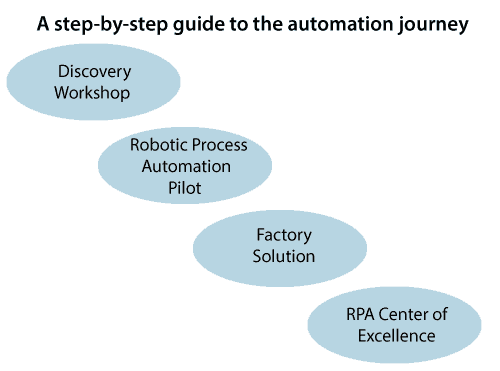 A step-by-step guide to the automation journey
Discovery
Workshop
Robotic Process
Automation
Pilot
Factory
Solution
RPA Center of
Excellence